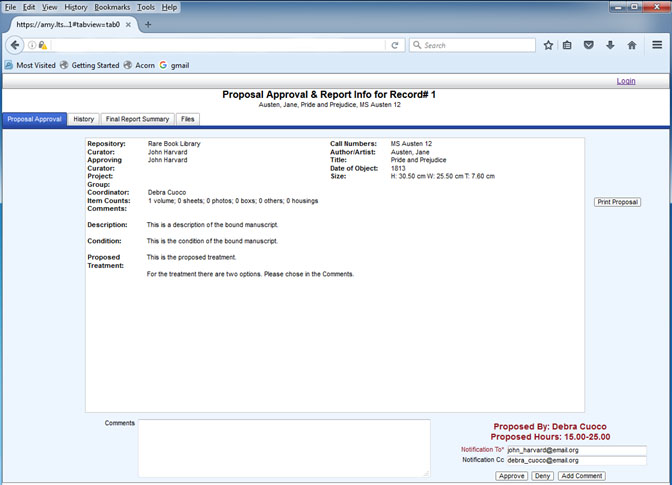 File Edit View History Bookmarks Tools Help
https://amy.lts...1#tabview=tab0
Search
Most Visited Getting Started Acorn gmail
Login
Proposal Approval & Report Info for Record# 1
Austen, Jane, Pride and Prejudice, MS Austen 12
Proposal Approval History Final Report Summary Files
Repository: Rare Book Library Call Numbers: MS Austen 12
Curator: John Harvard Author/Artist: Austen, Jane
Approving John Harvard Title: Pride and Prejudice
Curator: Date of Object: 1813
Project: Size: H: 30.50 cm W: 25.50 cm T: 7.60 cm
Group:
Coordinator: Debra Cuoco
Item Counts: 1 volume; 0 sheets; 0 photos; 0 boxs; 0 others; 0 housings
Comments:
Print Proposal
Description: This is a description of the bound manuscript.
Condition: This is the condition of the bound manuscript.
Proposed This is the proposed treatment.
Treatment:
For the treatment there are two options. Please chose in the Comments.
Comments
Proposed By: Debra Cuoco
Proposed Hours: 15.00-25.00
Notification To* john_harvard@email.org
Notification Cc debra_cuoco@email.org
Approve Deny Add Comment